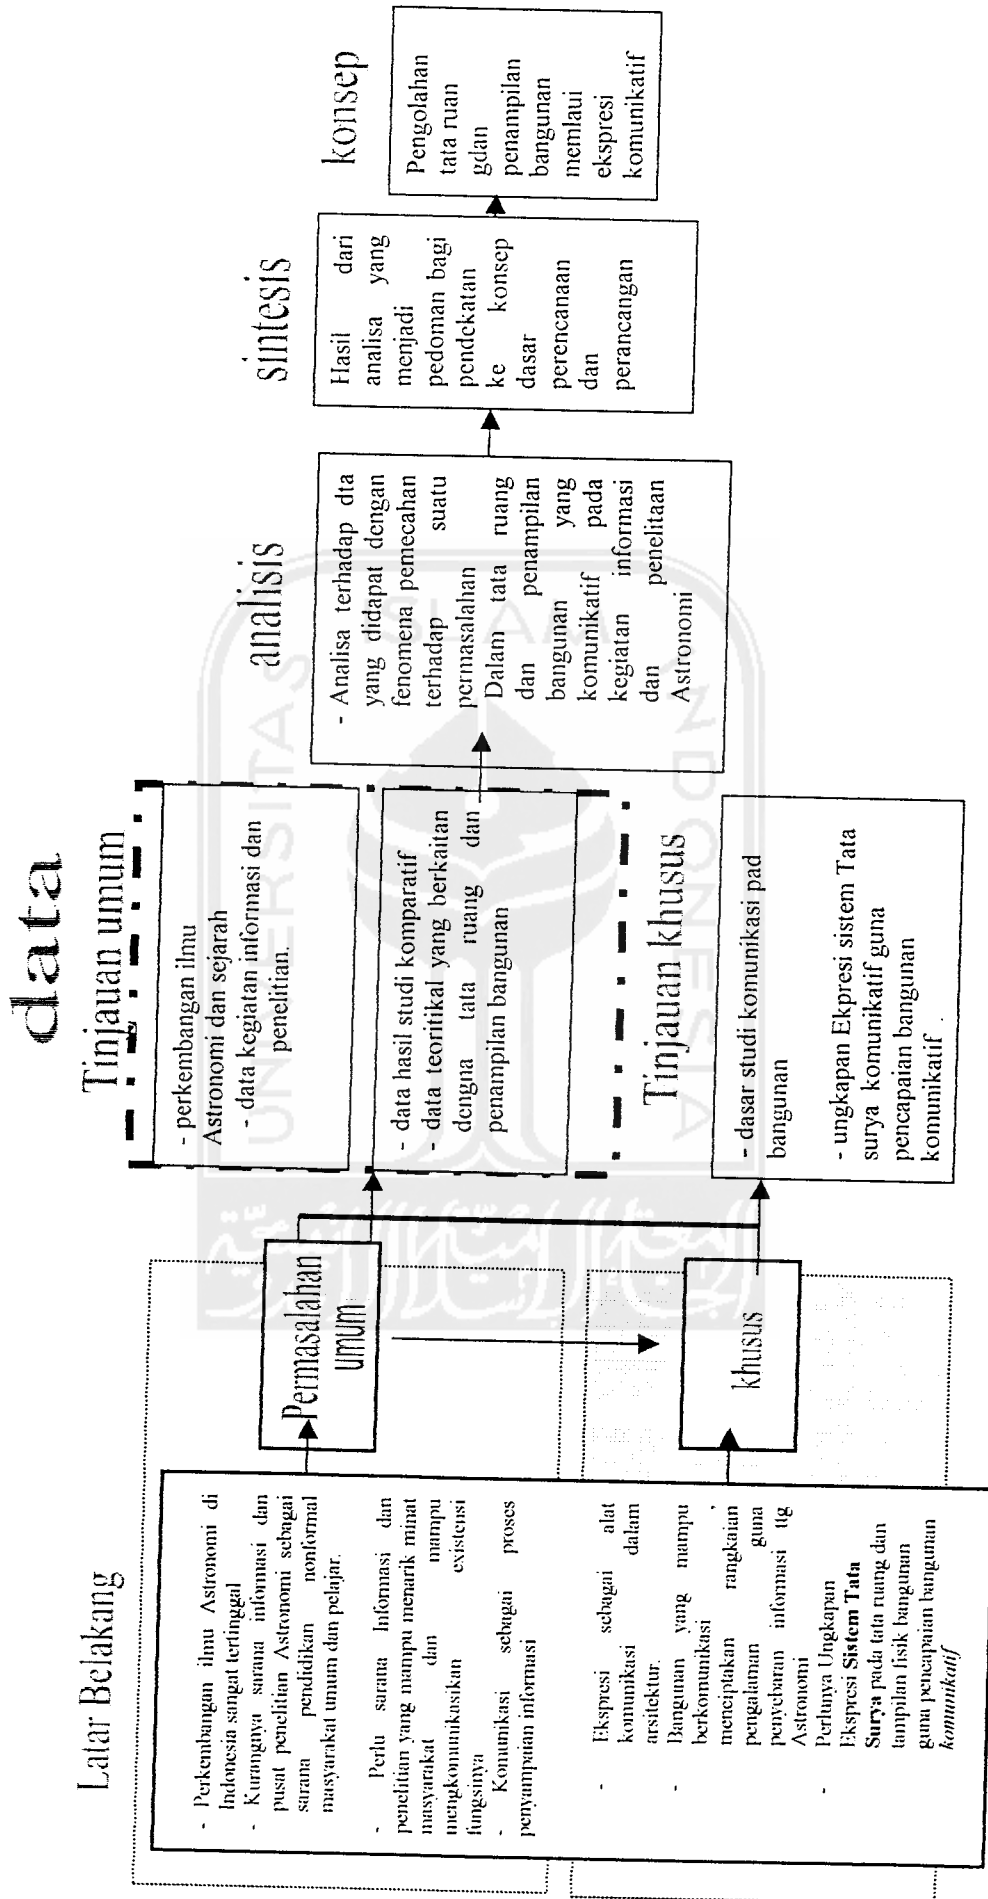 Latar Belakang
- Perkembangan ilmu Astronomi di
Indonesia sangat tertinggal
- Kurangnya sarana informasi dan
pusat penelitian Astronomi sebagai
sarana pendidikan nonformal
masyarakat umum dan pelajar.
- Perlu sarana Informasi dan
penelitian yang mampu menarik minat
masyarakat dan mampu
mengkomunikasikan existensi
fungsinya
- Komunikasi sebagai proses
penyampaian informasi
- Ekspresi sebagai alat
komunikasi dalam
arsitektur.
- Bangunan yang mampu
berkomunikasi
menciptakan rangkaian
pengalaman guna
penyebaran informasi ttg
Astronomi
- Perlunya Ungkapan
Ekspresi Sistem Tata
Surya pada tata ruang dan
tampilan fisik bangunan
guna pencapaian bangunan
komunikatif
Permasalahan
umum
khusus
data
Tinjauan umum
- perkembangan ilmu
Astronomi dan sejarah
- data kegiatan informasi dan
penelitian.
- data hasil studi komparatif
- data teoritikal yang berkaitan
dengna tata ruang dan
penampilan bangunan
Tinjauan khusus
- dasar studi komunikasi pad
bangunan
- ungkapan Ekpresi sistem Tata
surya komunikatif guna
pencapaian bangunan
komunikatif .
analisis
- Analisa terhadap dta
yang didapat dengan
fenomena pemecahan
terhadap suatu
permasalahan
Dalam tata ruang
dan penampilan
bangunan yang
komunikatif pada
kegiatan informasi
dan penelitaan
Astronomi
sintesis
Hasil dari
analisa yang
menjadi
pedoman bagi
pendekatan
ke konsep
dasar
perencanaan
dan
perancangan
konsep
Pengolahan
tata ruan
gdan
penampilan
bangunan
memlaui
ekspresi
komunikatif
UNIVERSITAS
ISLAM
INDONESIA